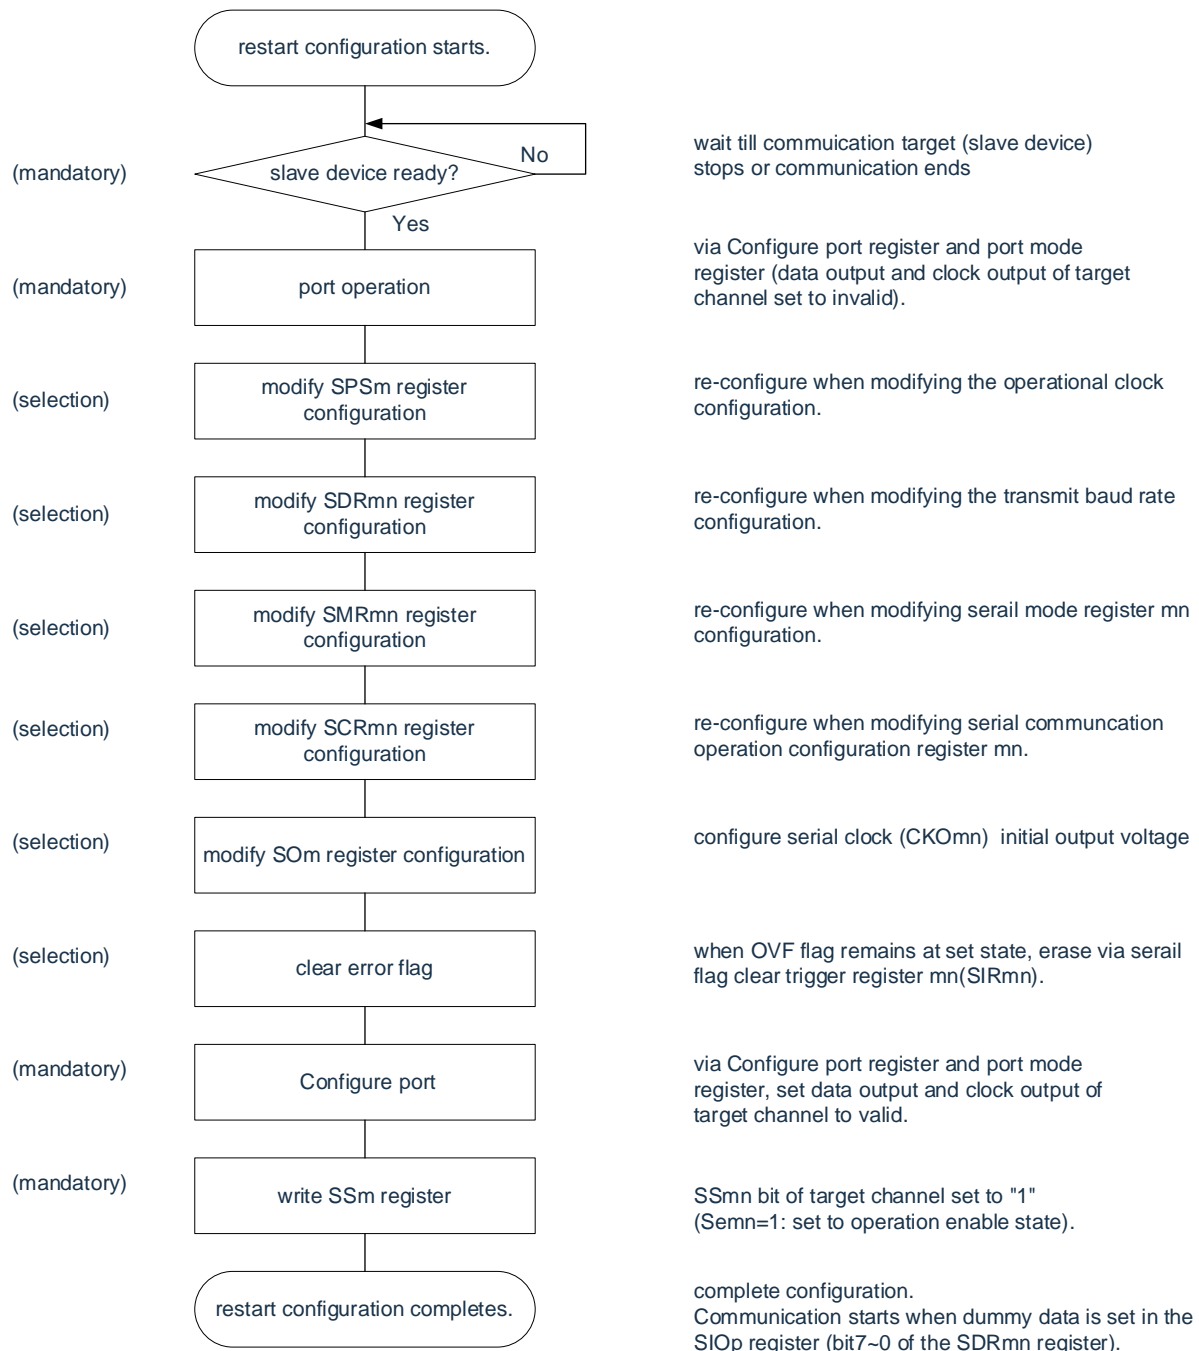 restart configuration starts.
(mandatory)
slave device ready?
No
wait till commuication target (slave device)
stops or communication ends
Yes
(mandatory)
port operation
via Configure port register and port mode
register (data output and clock output of target
channel set to invalid).
(selection)
modify SPSm register
configuration
re-configure when modifying the operational clock
configuration.
(selection)
modify SDRmn register
configuration
re-configure when modifying the transmit baud rate
configuration.
(selection)
modify SMRmn register
configuration
re-configure when modifying serail mode register mn
configuration.
(selection)
modify SCRmn register
configuration
re-configure when modifying serial communcation
operation configuration register mn.
(selection)
modify SOm register configuration
configure serial clock (CKOmn)  initial output voltage
(selection)
clear error flag
when OVF flag remains at set state, erase via serail
flag clear trigger register mn(SIRmn).
(mandatory)
Configure port
via Configure port register and port mode
register, set data output and clock output of
target channel to valid.
(mandatory)
write SSm register
SSmn bit of target channel set to "1"
(Semn=1: set to operation enable state).
restart configuration completes.
complete configuration.
Communication starts when dummy data is set in the
SIOp register (bit7~0 of the SDRmn register).